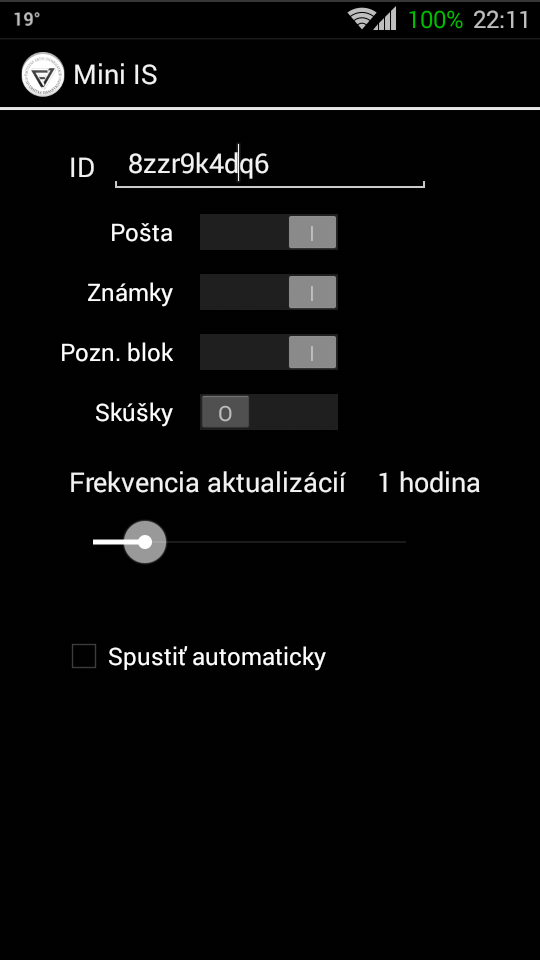 19° 100% 22:11
Mini IS
ID 8zzr9k4dq6
Pošta I
Známky I
Pozn. blok I
Skúšky O
Frekvencia aktualizácií 1 hodina
Spustiť automaticky